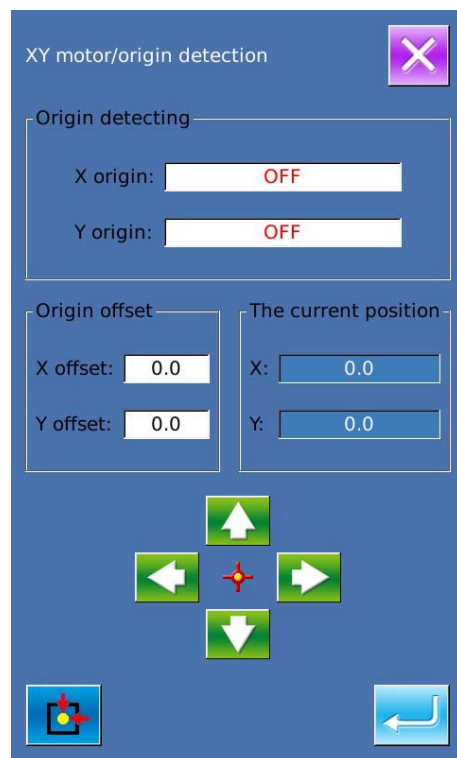 XY motor/origin detection
Origin detecting
X origin: OFF
Y origin: OFF
Origin offset
X offset: 0.0
Y offset: 0.0
The current position
X: 0.0
Y: 0.0